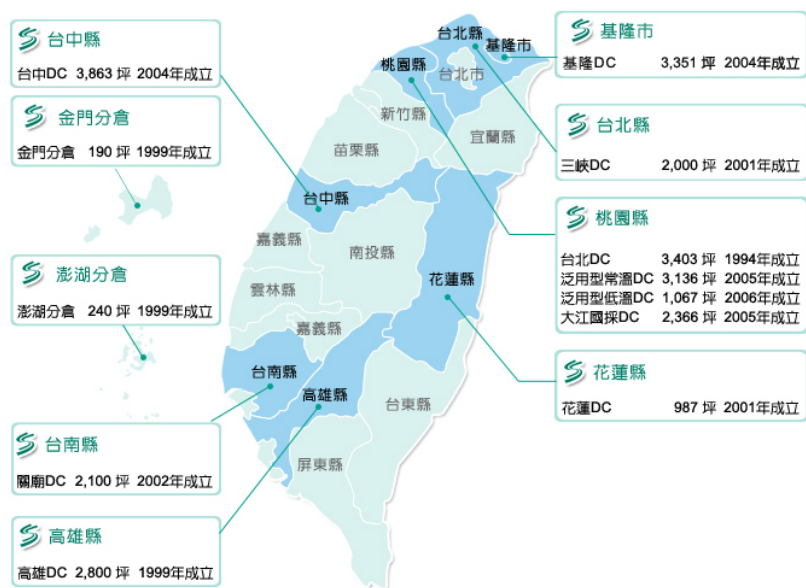 台中縣
台中DC 3,863 坪 2004年成立
金門分倉
金門分倉 190 坪 1999年成立
澎湖分倉
澎湖分倉 240 坪 1999年成立
台南縣
關廟DC 2,100 坪 2002年成立
高雄縣
高雄DC 2,800 坪 1999年成立
台北縣
基隆市
桃園縣
台北市
新竹縣
宜蘭縣
苗栗縣
台中縣
嘉義縣
南投縣
花蓮縣
雲林縣
嘉義縣
台南縣
高雄縣
台東縣
屏東縣
基隆市
基隆DC 3,351 坪 2004年成立
台北縣
三峽DC 2,000 坪 2001年成立
桃園縣
台北DC 3,403 坪 1994年成立
泛用型常溫DC 3,136 坪 2005年成立
泛用型低溫DC 1,067 坪 2006年成立
大江國採DC 2,366 坪 2005年成立
花蓮縣
花蓮DC 987 坪 2001年成立